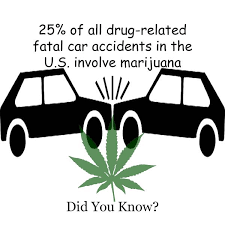 25% of all drug-related
fatal car accidents in the
U.S. involve marijuana
Did You Know?